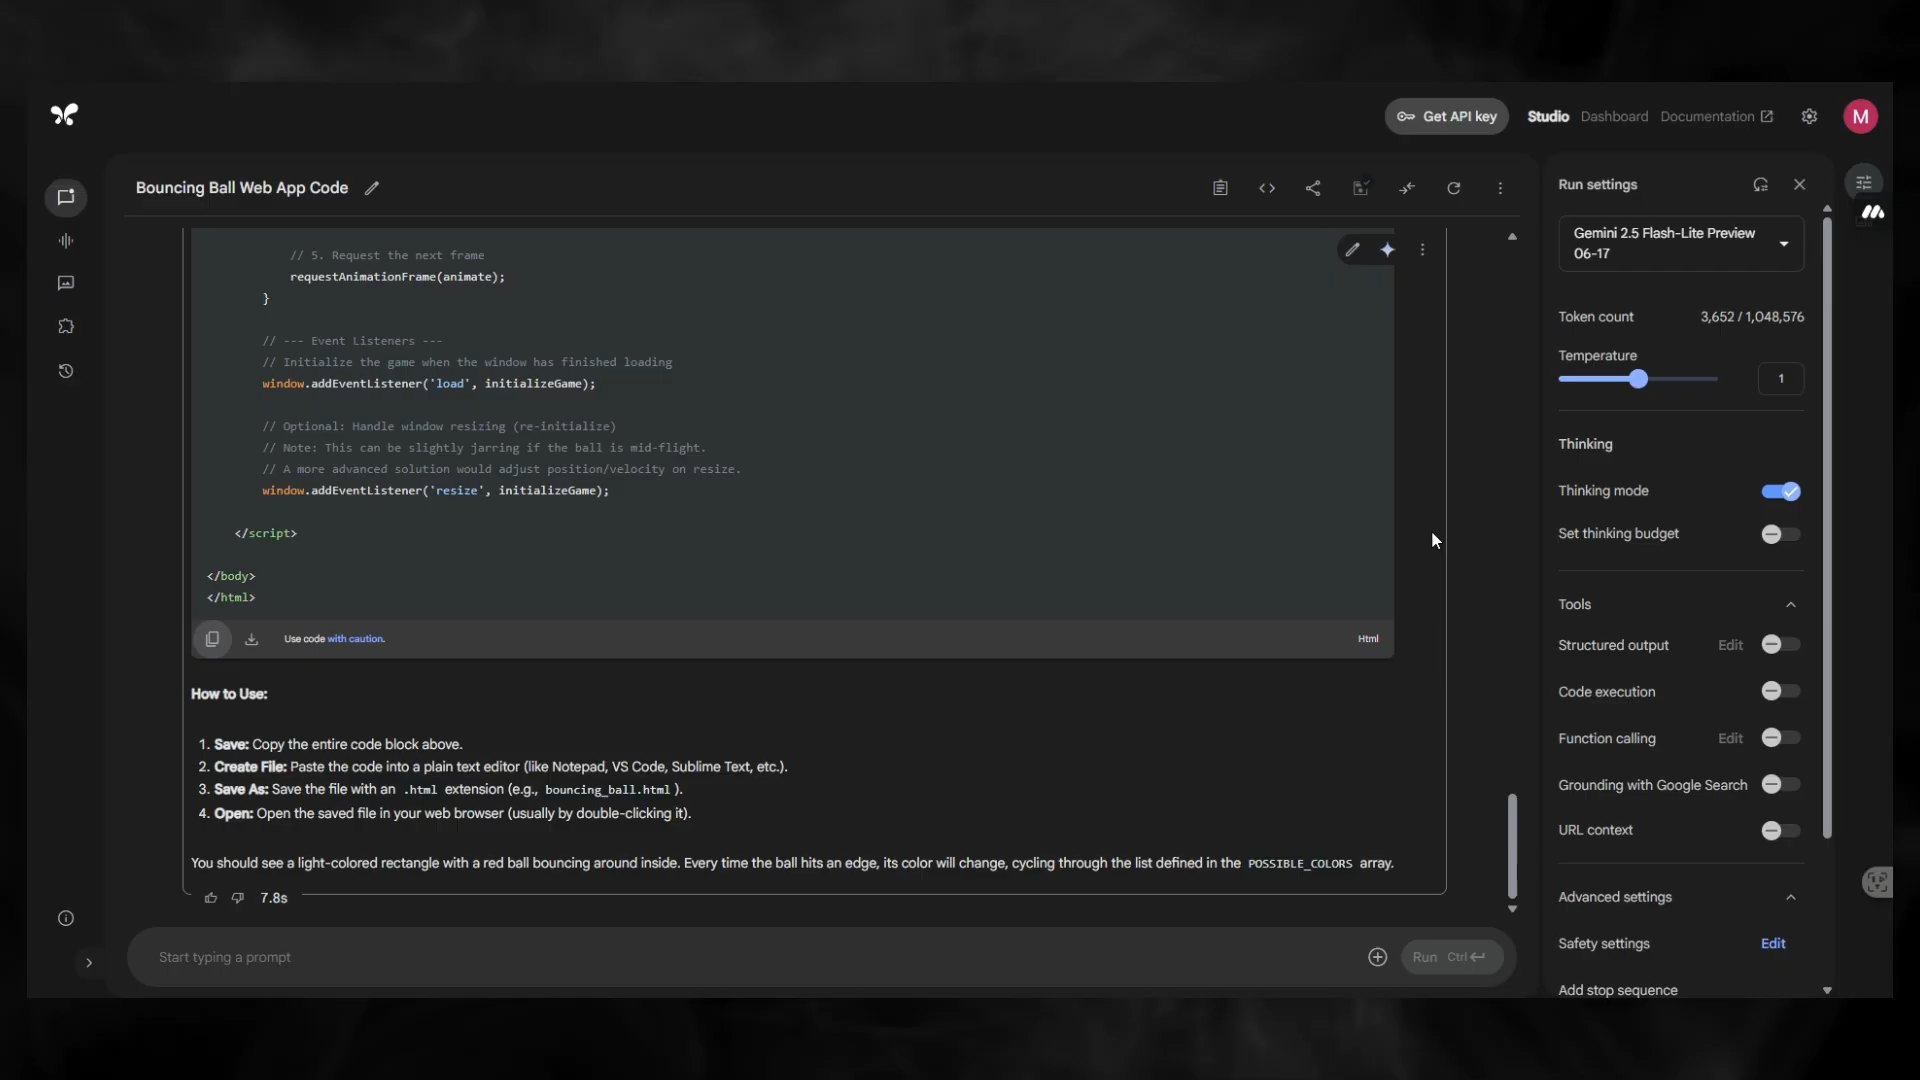 Get API key
Studio
Dashboard
Documentation
M
Bouncing Ball Web App Code
// 5. Request the next frame
requestAnimationFrame(animate);
}
// --- Event Listeners ---
// Initialize the game when the window has finished loading
window.addEventListener('load', initializeGame);
// Optional: Handle window resizing (re-initialize)
// Note: This can be slightly jarring if the ball is mid-flight.
// A more advanced solution would adjust position/velocity on resize.
window.addEventListener('resize', initializeGame);
</script>
</body>
</html>
Use code with caution.
Html
How to Use:
1. Save: Copy the entire code block above.
2. Create File: Paste the code into a plain text editor (like Notepad, VS Code, Sublime Text, etc.).
3. Save As: Save the file with an .html extension (e.g., bouncing_ball.html ).
4. Open: Open the saved file in your web browser (usually by double-clicking it).
You should see a light-colored rectangle with a red ball bouncing around inside. Every time the ball hits an edge, its color will change, cycling through the list defined in the POSSIBLE_COLORS array.
7.8s
Start typing a prompt
Run Ctrl
Run settings
Gemini 2.5 Flash-Lite Preview
06-17
Token count 3,652 / 1,048,576
Temperature
1
Thinking
Thinking mode
Set thinking budget
Tools
Structured output Edit
Code execution
Function calling Edit
Grounding with Google Search
URL context
Advanced settings
Safety settings Edit
Add stop sequence